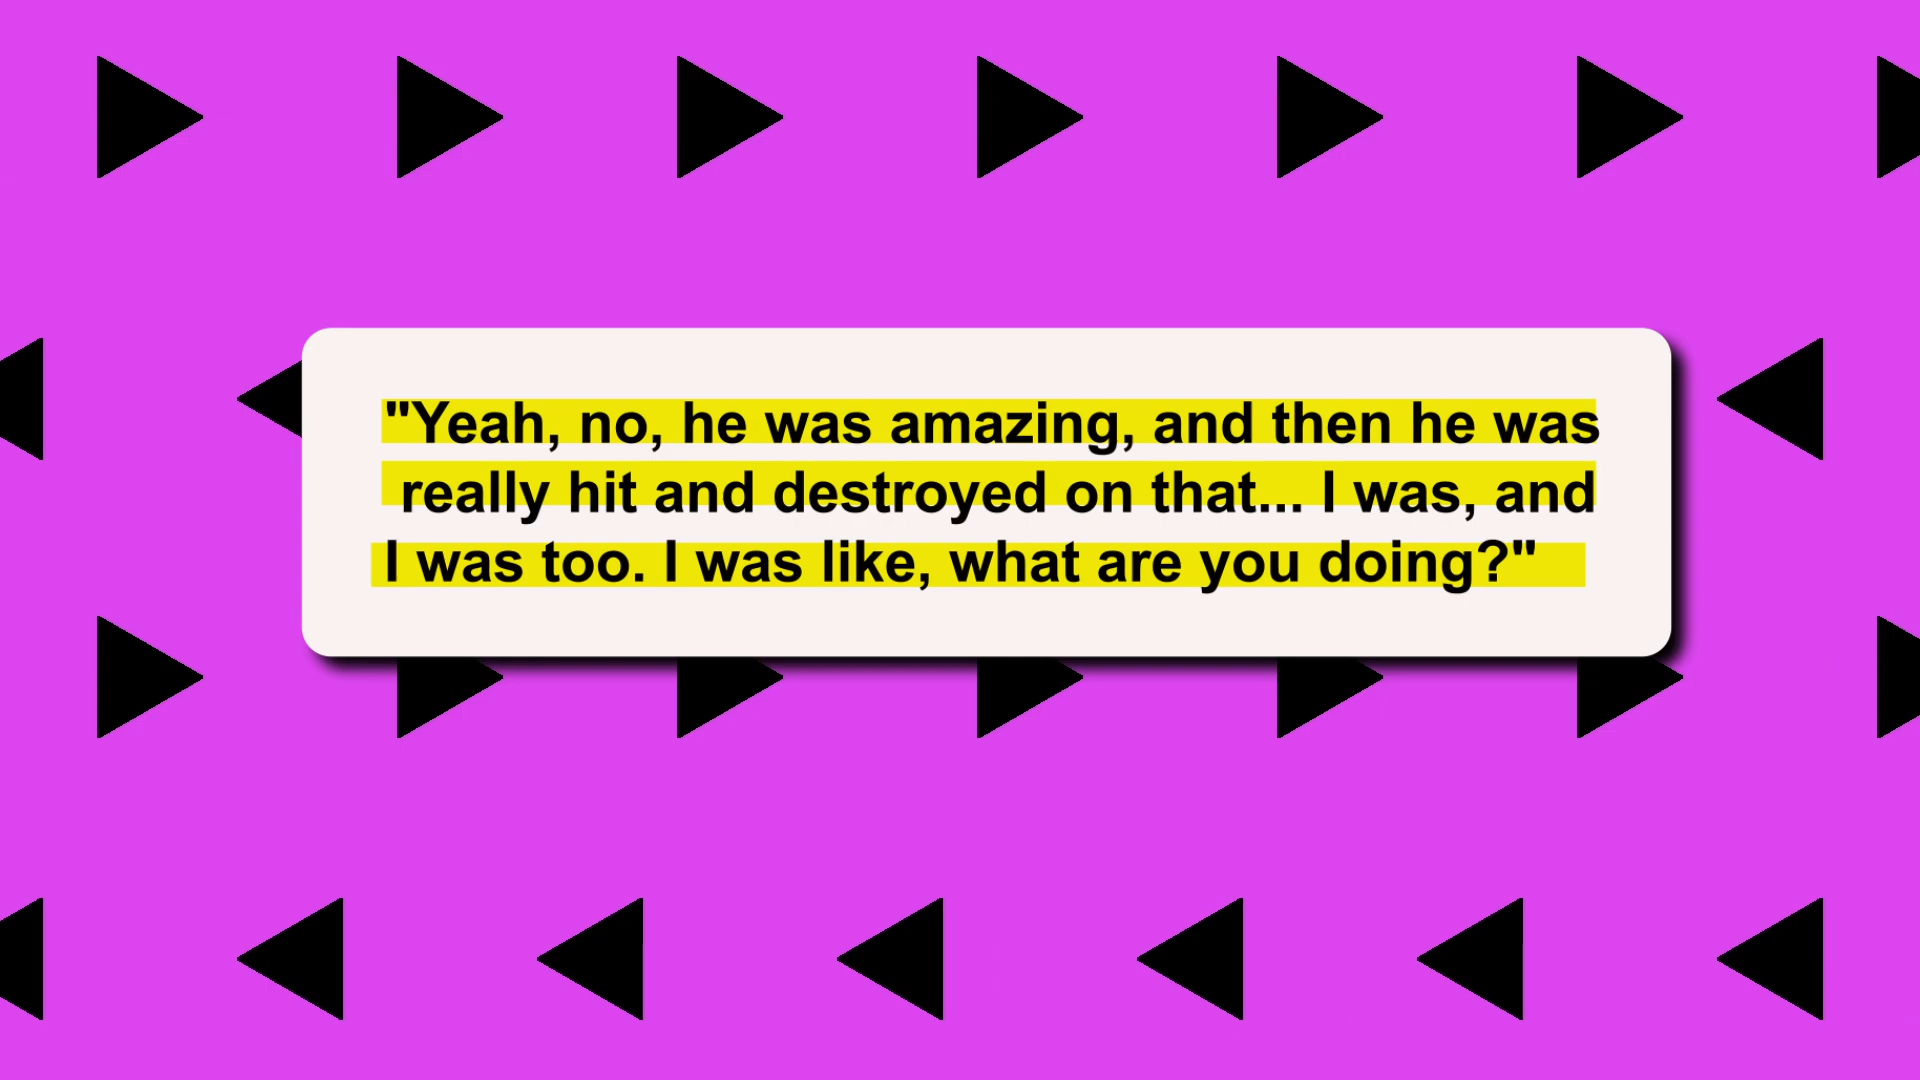 "Yeah, no, he was amazing, and then he was
really hit and destroyed on that... I was, and
I was too. I was like, what are you doing?"